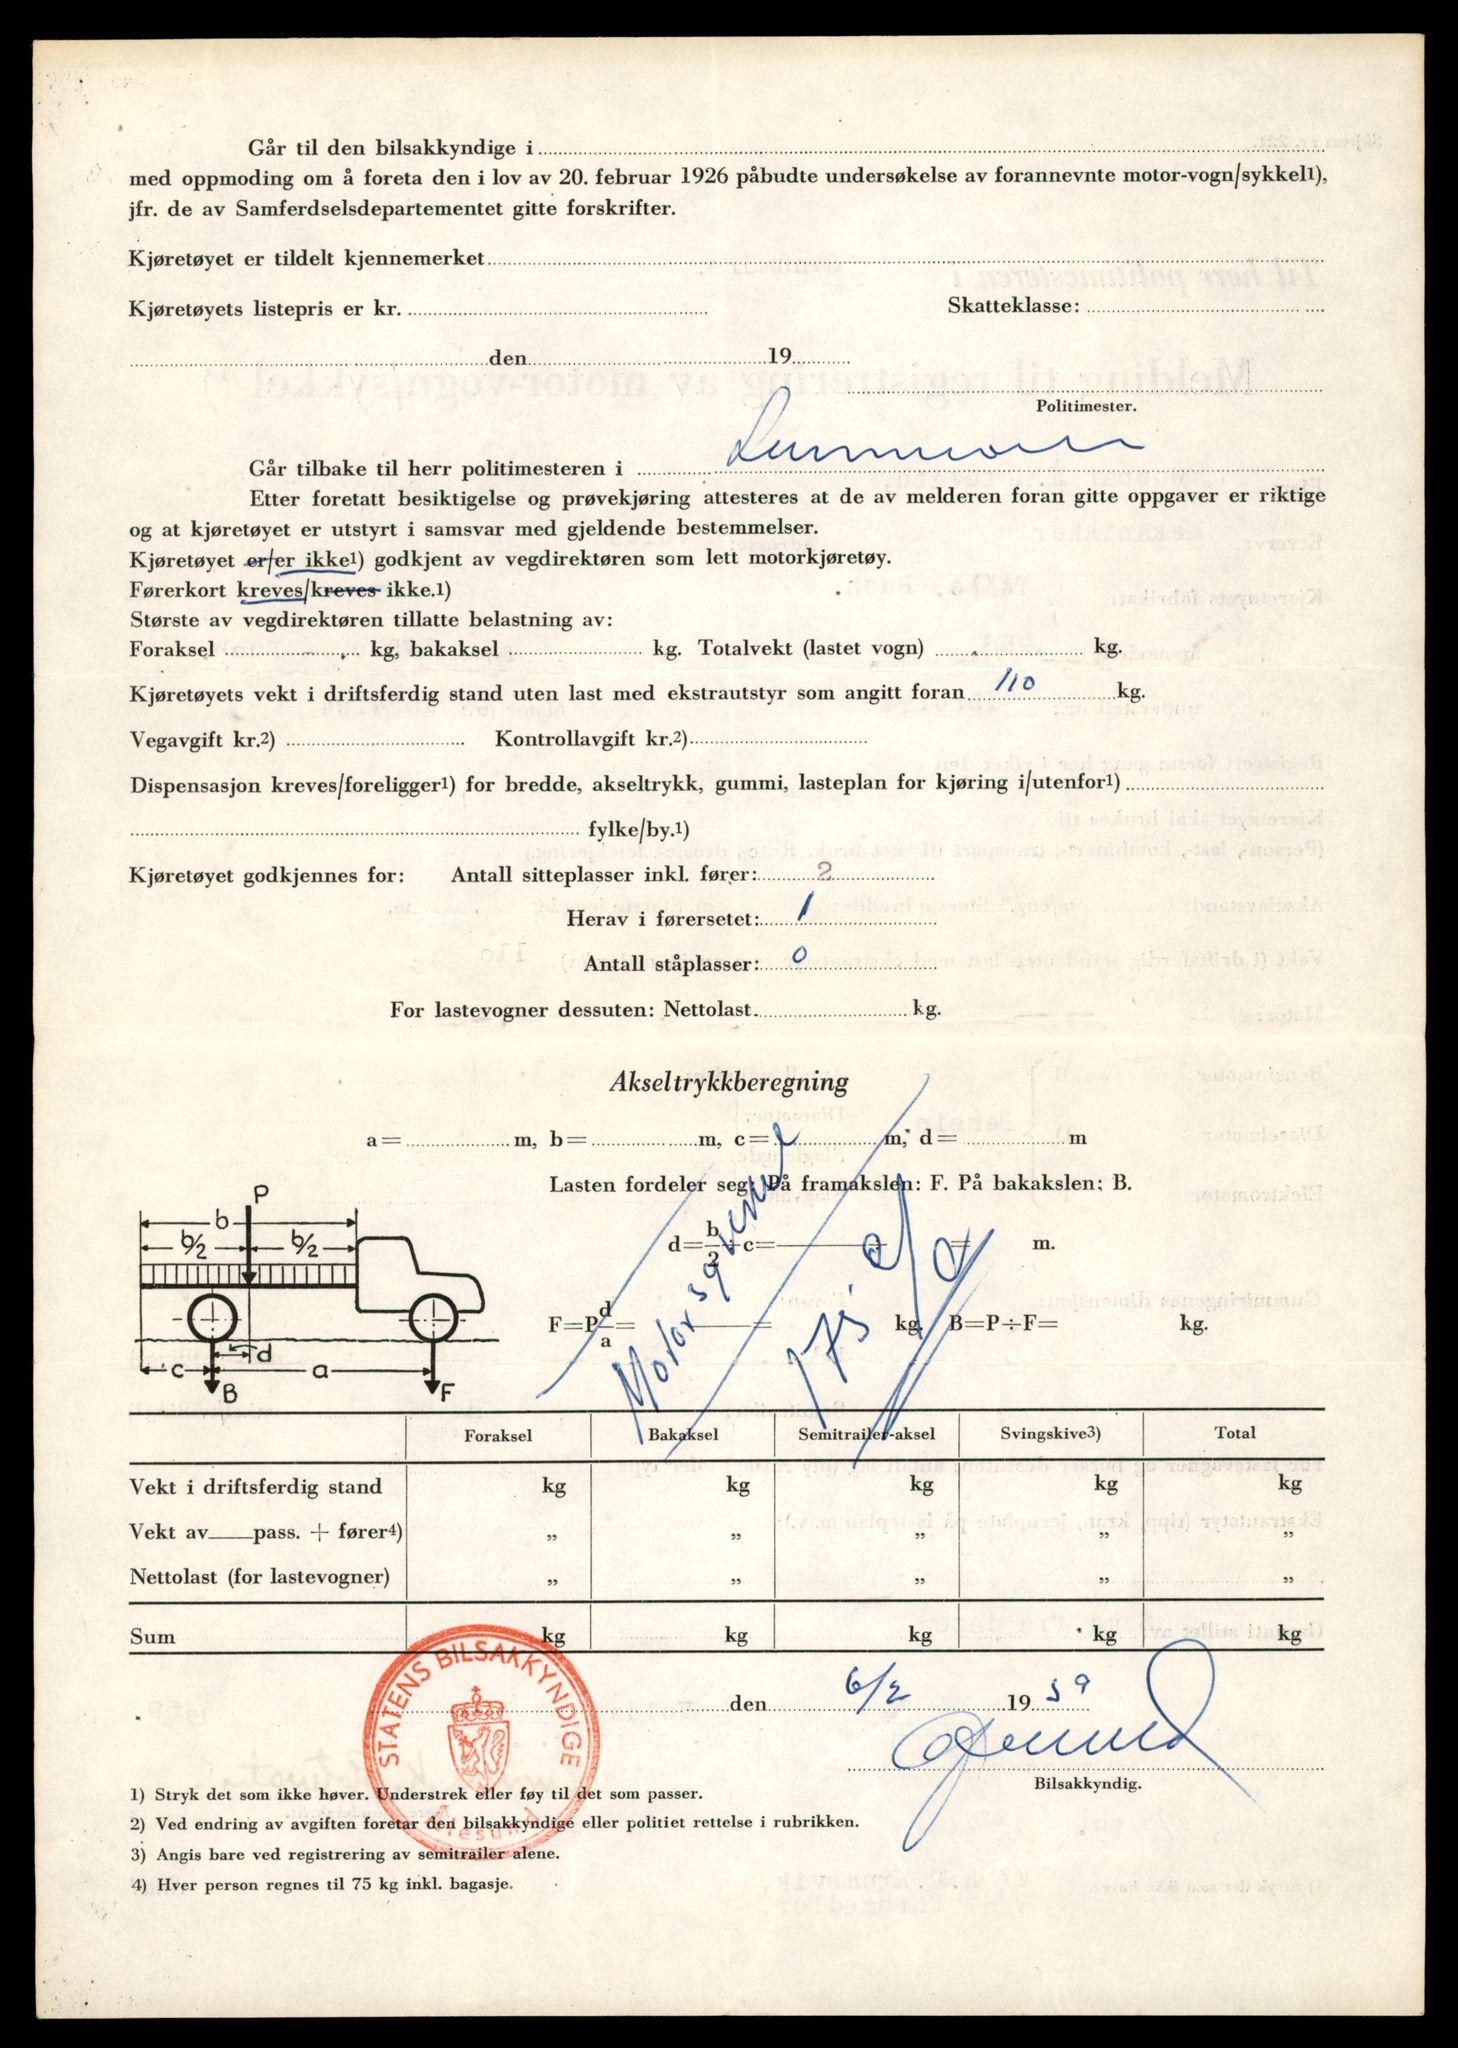 Går til den bilsakkyndige i
med oppmoding om å foreta den i lov av 20. februar 1926 påbudte undersøkelse av forannevnte motor-vogn/sykkel1),
jfr. de av Samferdselsdepartementet gitte forskrifter.
Kjøretøyet er tildelt kjennemerket
Kjøretøyets listepris er kr. Skatteklasse:
den 19
Politimester.
Går tilbake til herr politimesteren i
Etter foretatt besiktigelse og prøvekjøring attesteres at de av melderen foran gitte oppgaver er riktige
og at kjøretøyet er utstyrt i samsvar med gjeldende bestemmelser.
Kjøretøyet er/er ikke1) godkjent av vegdirektøren som lett motorkjøretøy.
Førerkort kreves/kreves ikke.1)
Største av vegdirektøren tillatte belastning av:
Foraksel kg, bakaksel kg. Totalvekt (lastet vogn) kg.
Kjøretøyets vekt i driftsferdig stand uten last med ekstrautstyr som angitt foran 110 kg.
Vegavgift kr.2) Kontrollavgift kr.2)
Dispensasjon kreves/foreligger1) for bredde, akseltrykk, gummi, lasteplan for kjøring i/utenfor1)
fylke/by.1)
Kjøretøyet godkjennes for: Antall sitteplasser inkl. fører: 2
Herav i førersetet: 1
Antall ståplasser: 0
For lastevogner dessuten: Nettolast kg.
Akseltrykkberegning
a= m, b= m, c= m, d= m
Lasten fordeler seg: På framakslen: F. På bakakslen: B.
d= b/2 ÷ c= = m.
F=P d/a = = kg. B=P÷F= kg.
P
b
b/2 b/2
c d a
B F
175
Foraksel Bakaksel Semitrailer-aksel Svingskive3) Total
Vekt i driftsferdig stand kg kg kg kg kg
Vekt av pass. + fører4) „ „ „ „ „
Nettolast (for lastevogner) „ „ „ „ „
Sum kg kg kg kg kg
STATENS BILSAKKYNDIGE
Ålesund
den 6/2 1959
Bilsakkyndig.
1) Stryk det som ikke høver. Understrek eller føy til det som passer.
2) Ved endring av avgiften foretar den bilsakkyndige eller politiet rettelse i rubrikken.
3) Angis bare ved registrering av semitrailer alene.
4) Hver person regnes til 75 kg inkl. bagasje.